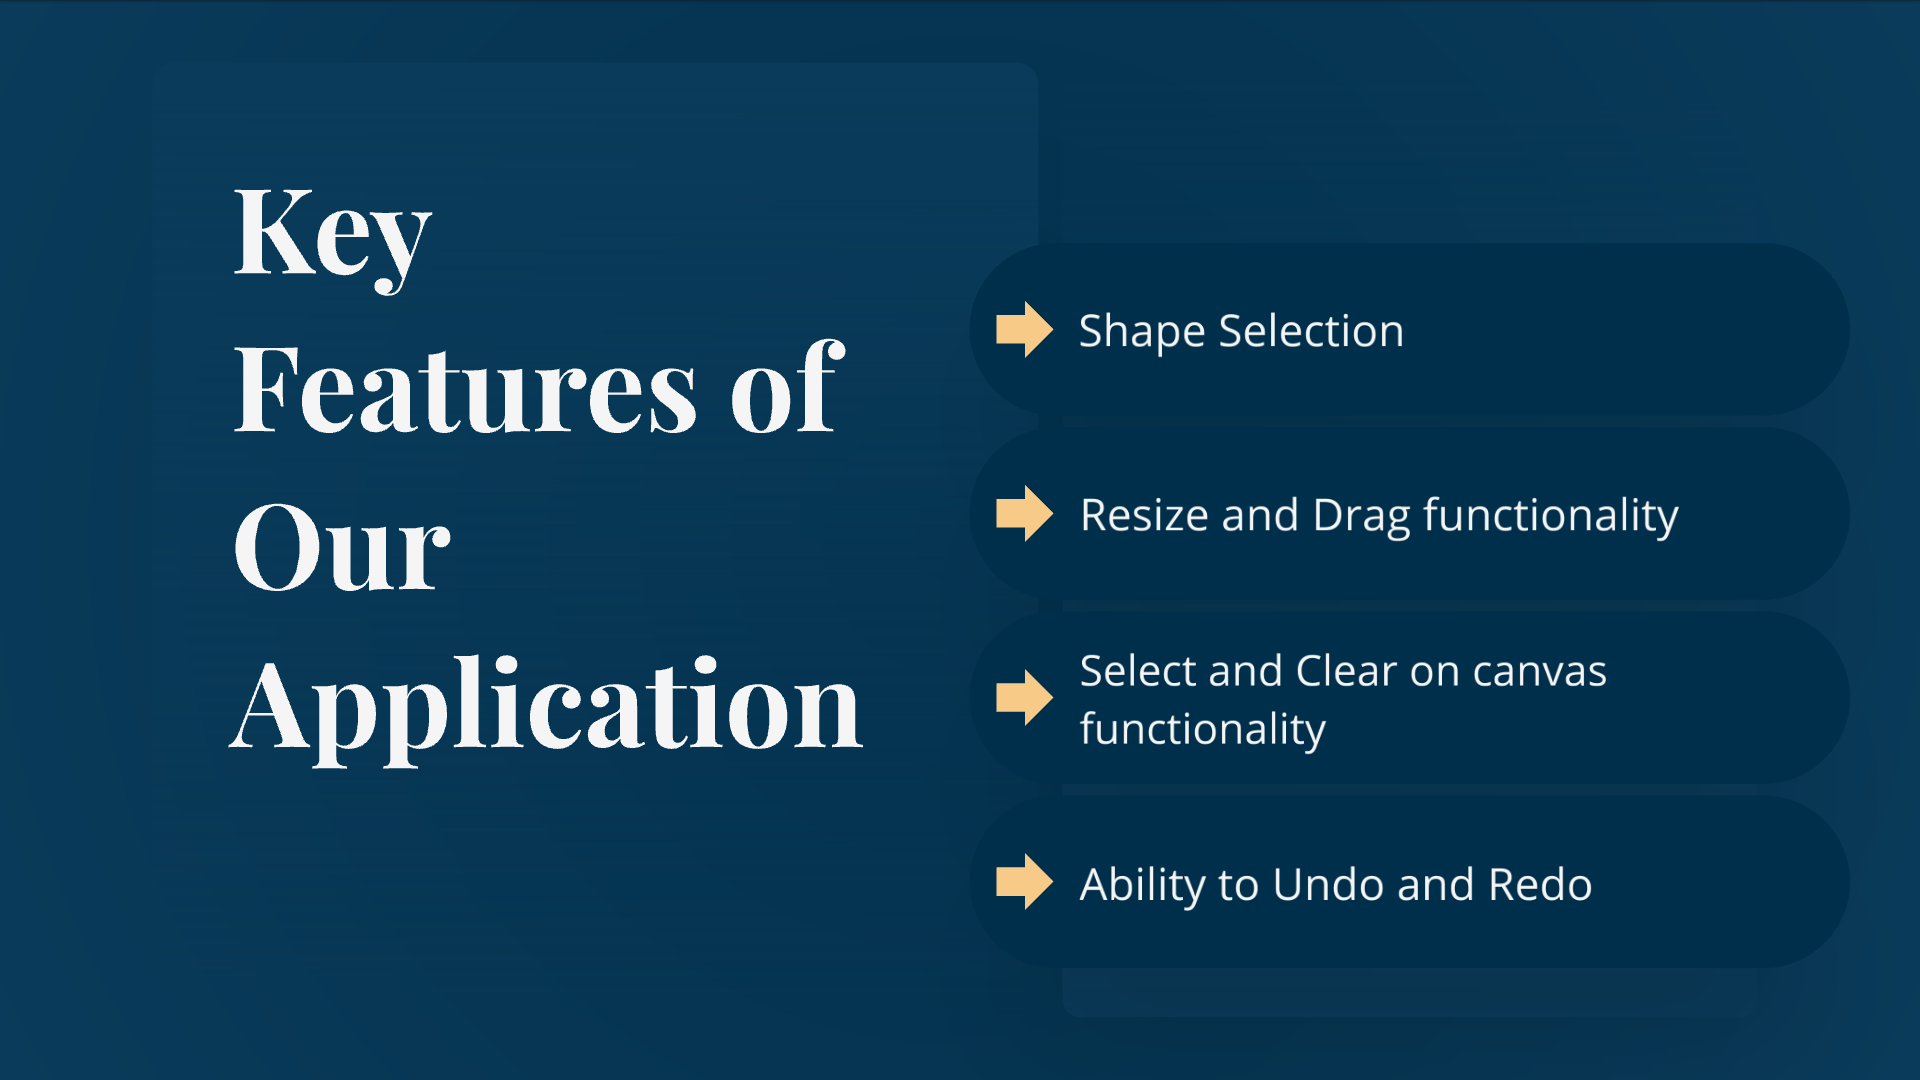 Key
Features of
Our
Application
Shape Selection
Resize and Drag functionality
Select and Clear on canvas
functionality
Ability to Undo and Redo